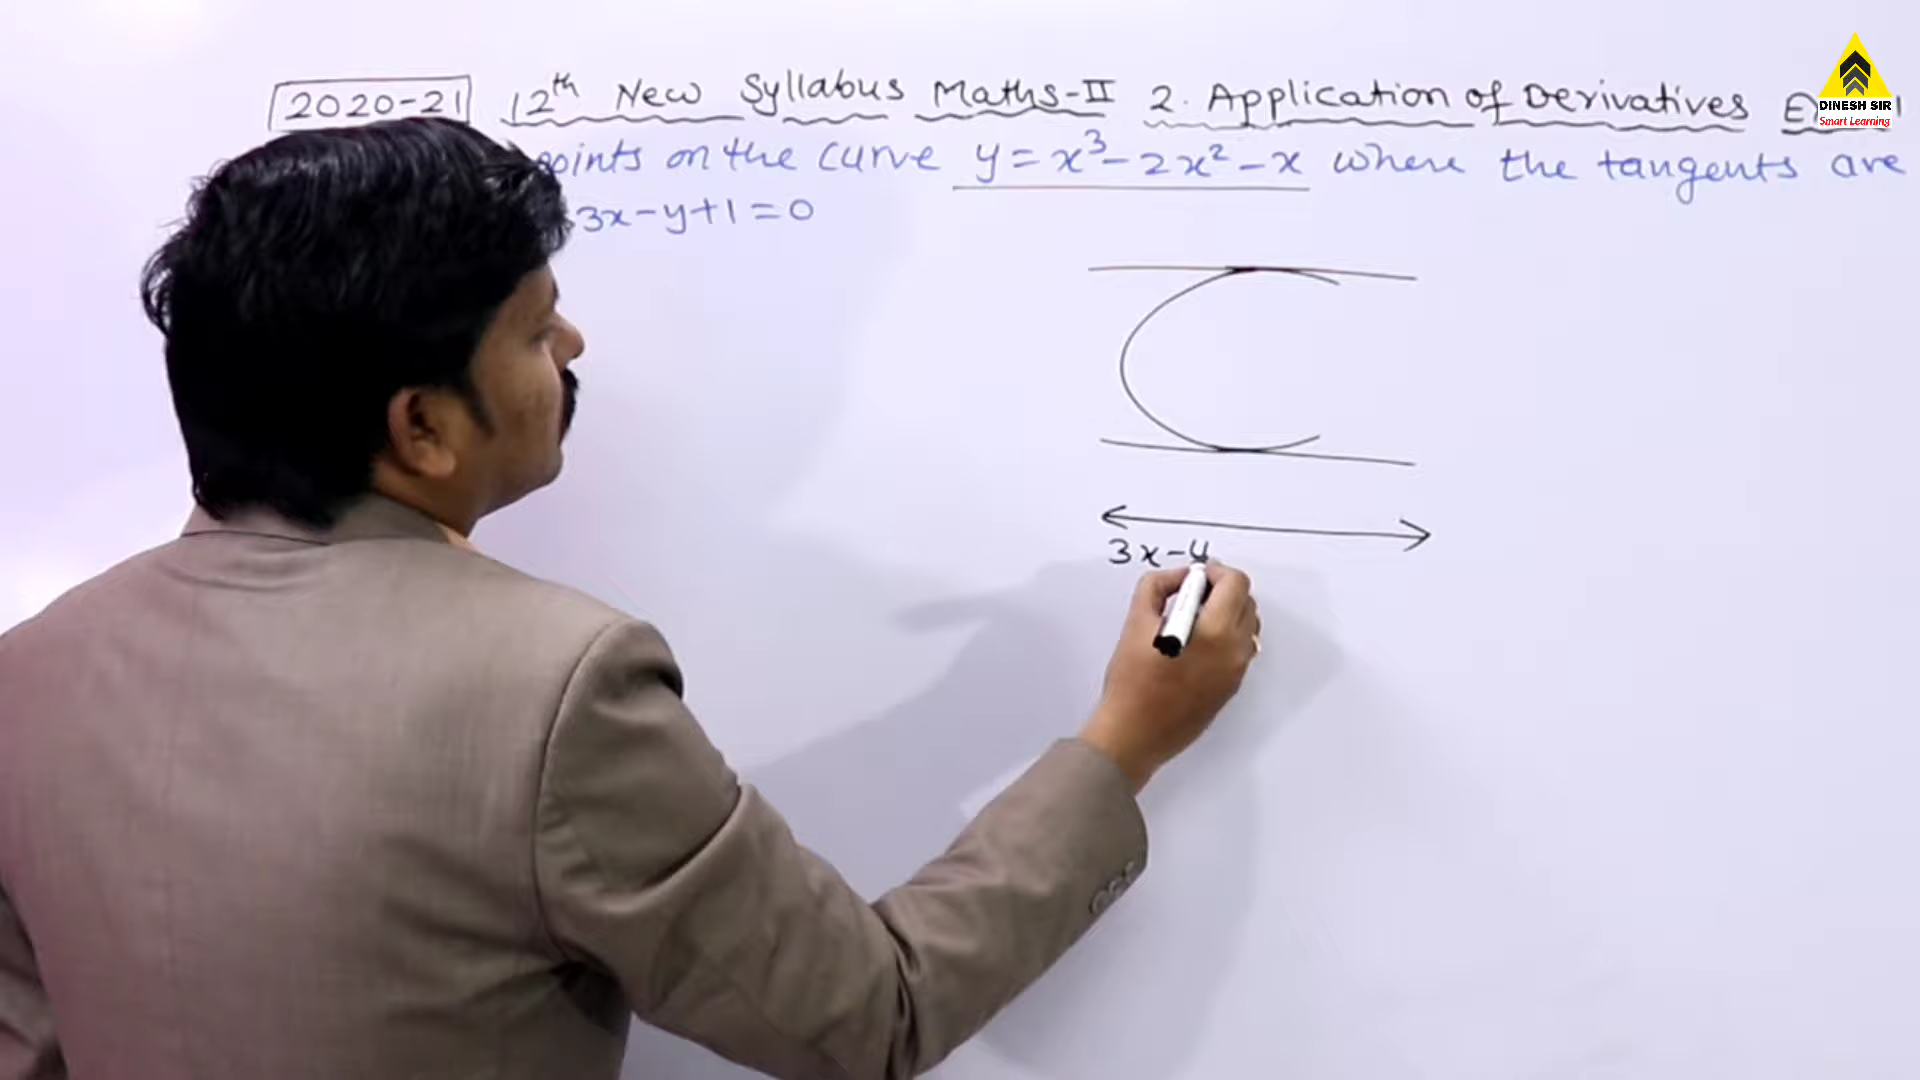 2020-21 12th New Syllabus Maths-II 2. Application of Derivatives
points on the curve y = x³ - 2x² - x where the tangents are
3x - y + 1 = 0
3x - y
DINESH SIR
Smart Learning